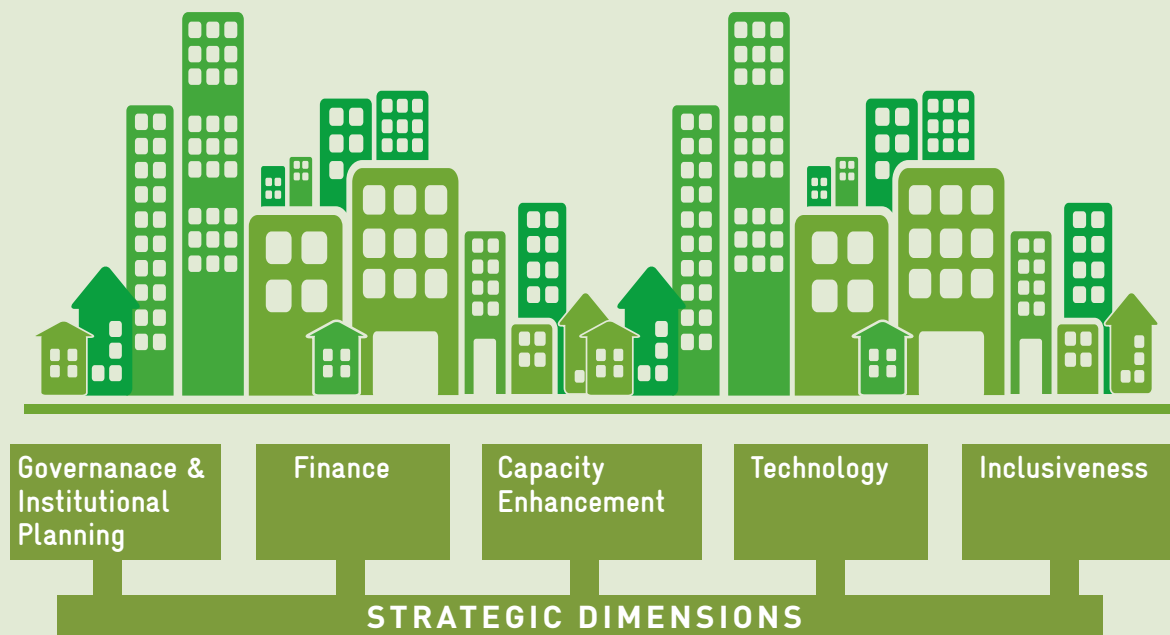 Governanace &
Institutional
Planning
Finance
Capacity
Enhancement
Technology
Inclusiveness
STRATEGIC DIMENSIONS